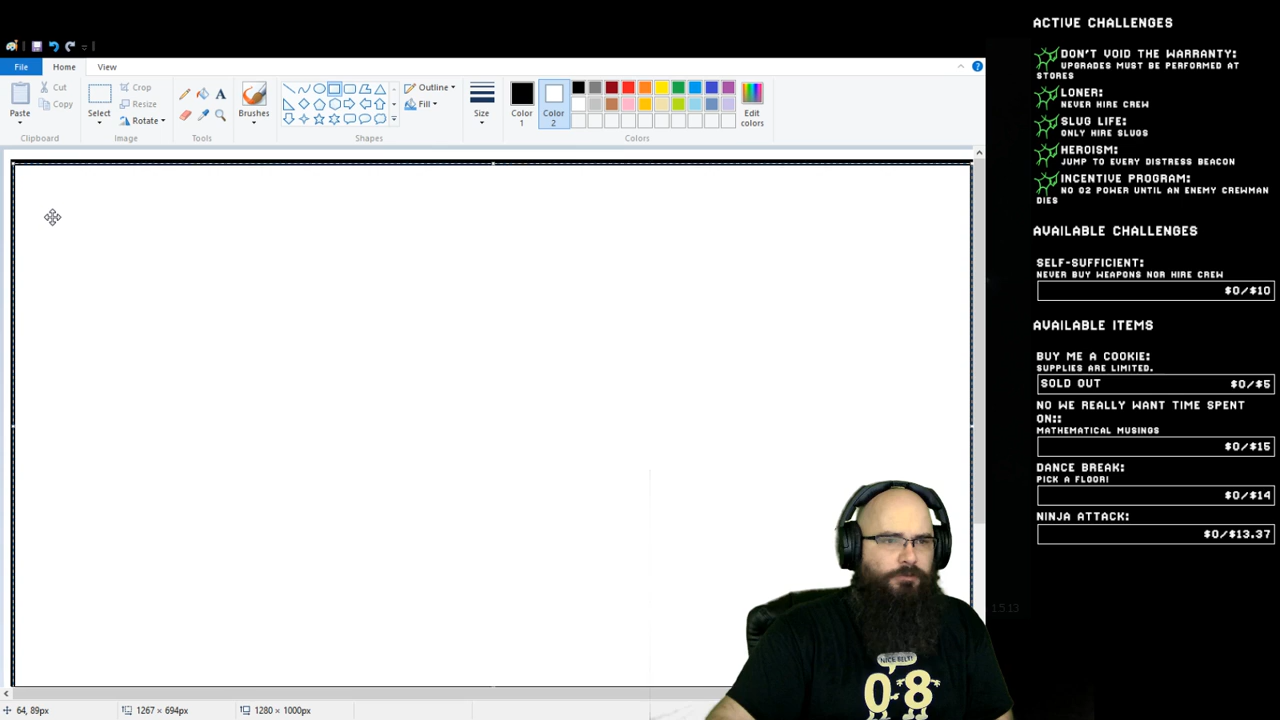 File
Home
View
Paste
Cut
Copy
Clipboard
Select
Crop
Resize
Rotate
Image
Tools
Brushes
Shapes
Outline
Fill
Size
Color
1
Color
2
Edit
colors
Colors
64, 89px
1267 × 694px
1280 × 1000px
NICE BELT!
08
1513
ACTIVE CHALLENGES
DON'T VOID THE WARRANTY:
UPGRADES MUST BE PERFORMED AT
STORES
LONER:
NEVER HIRE CREW
SLUG LIFE:
ONLY HIRE SLUGS
HEROISM:
JUMP TO EVERY DISTRESS BEACON
INCENTIVE PROGRAM:
NO O2 POWER UNTIL AN ENEMY CREWMAN
DIES
AVAILABLE CHALLENGES
SELF-SUFFICIENT:
NEVER BUY WEAPONS NOR HIRE CREW
$0/$10
AVAILABLE ITEMS
BUY ME A COOKIE:
SUPPLIES ARE LIMITED.
SOLD OUT $0/$5
NO WE REALLY WANT TIME SPENT
ON::
MATHEMATICAL MUSINGS
$0/$15
DANCE BREAK:
PICK A FLOOR!
$0/$14
NINJA ATTACK:
$0/$13.37